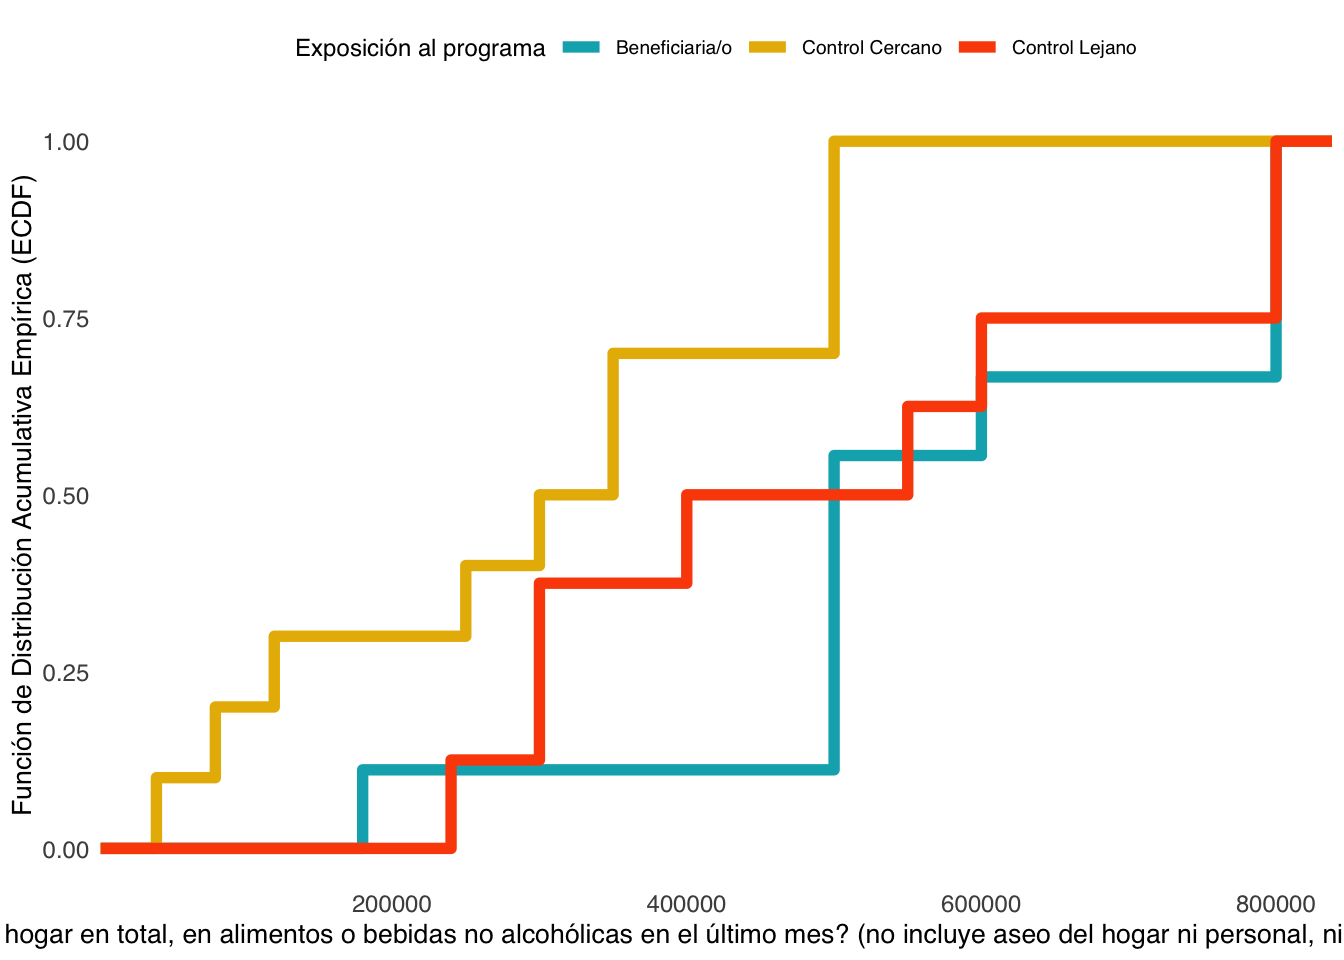 Exposición al programa Beneficiaria/o Control Cercano Control Lejano
Función de Distribución Acumulativa Empírica (ECDF)
1.00
0.75
0.50
0.25
0.00
200000 400000 600000 800000
hogar en total, en alimentos o bebidas no alcohólicas en el último mes? (no incluye aseo del hogar ni personal, ni